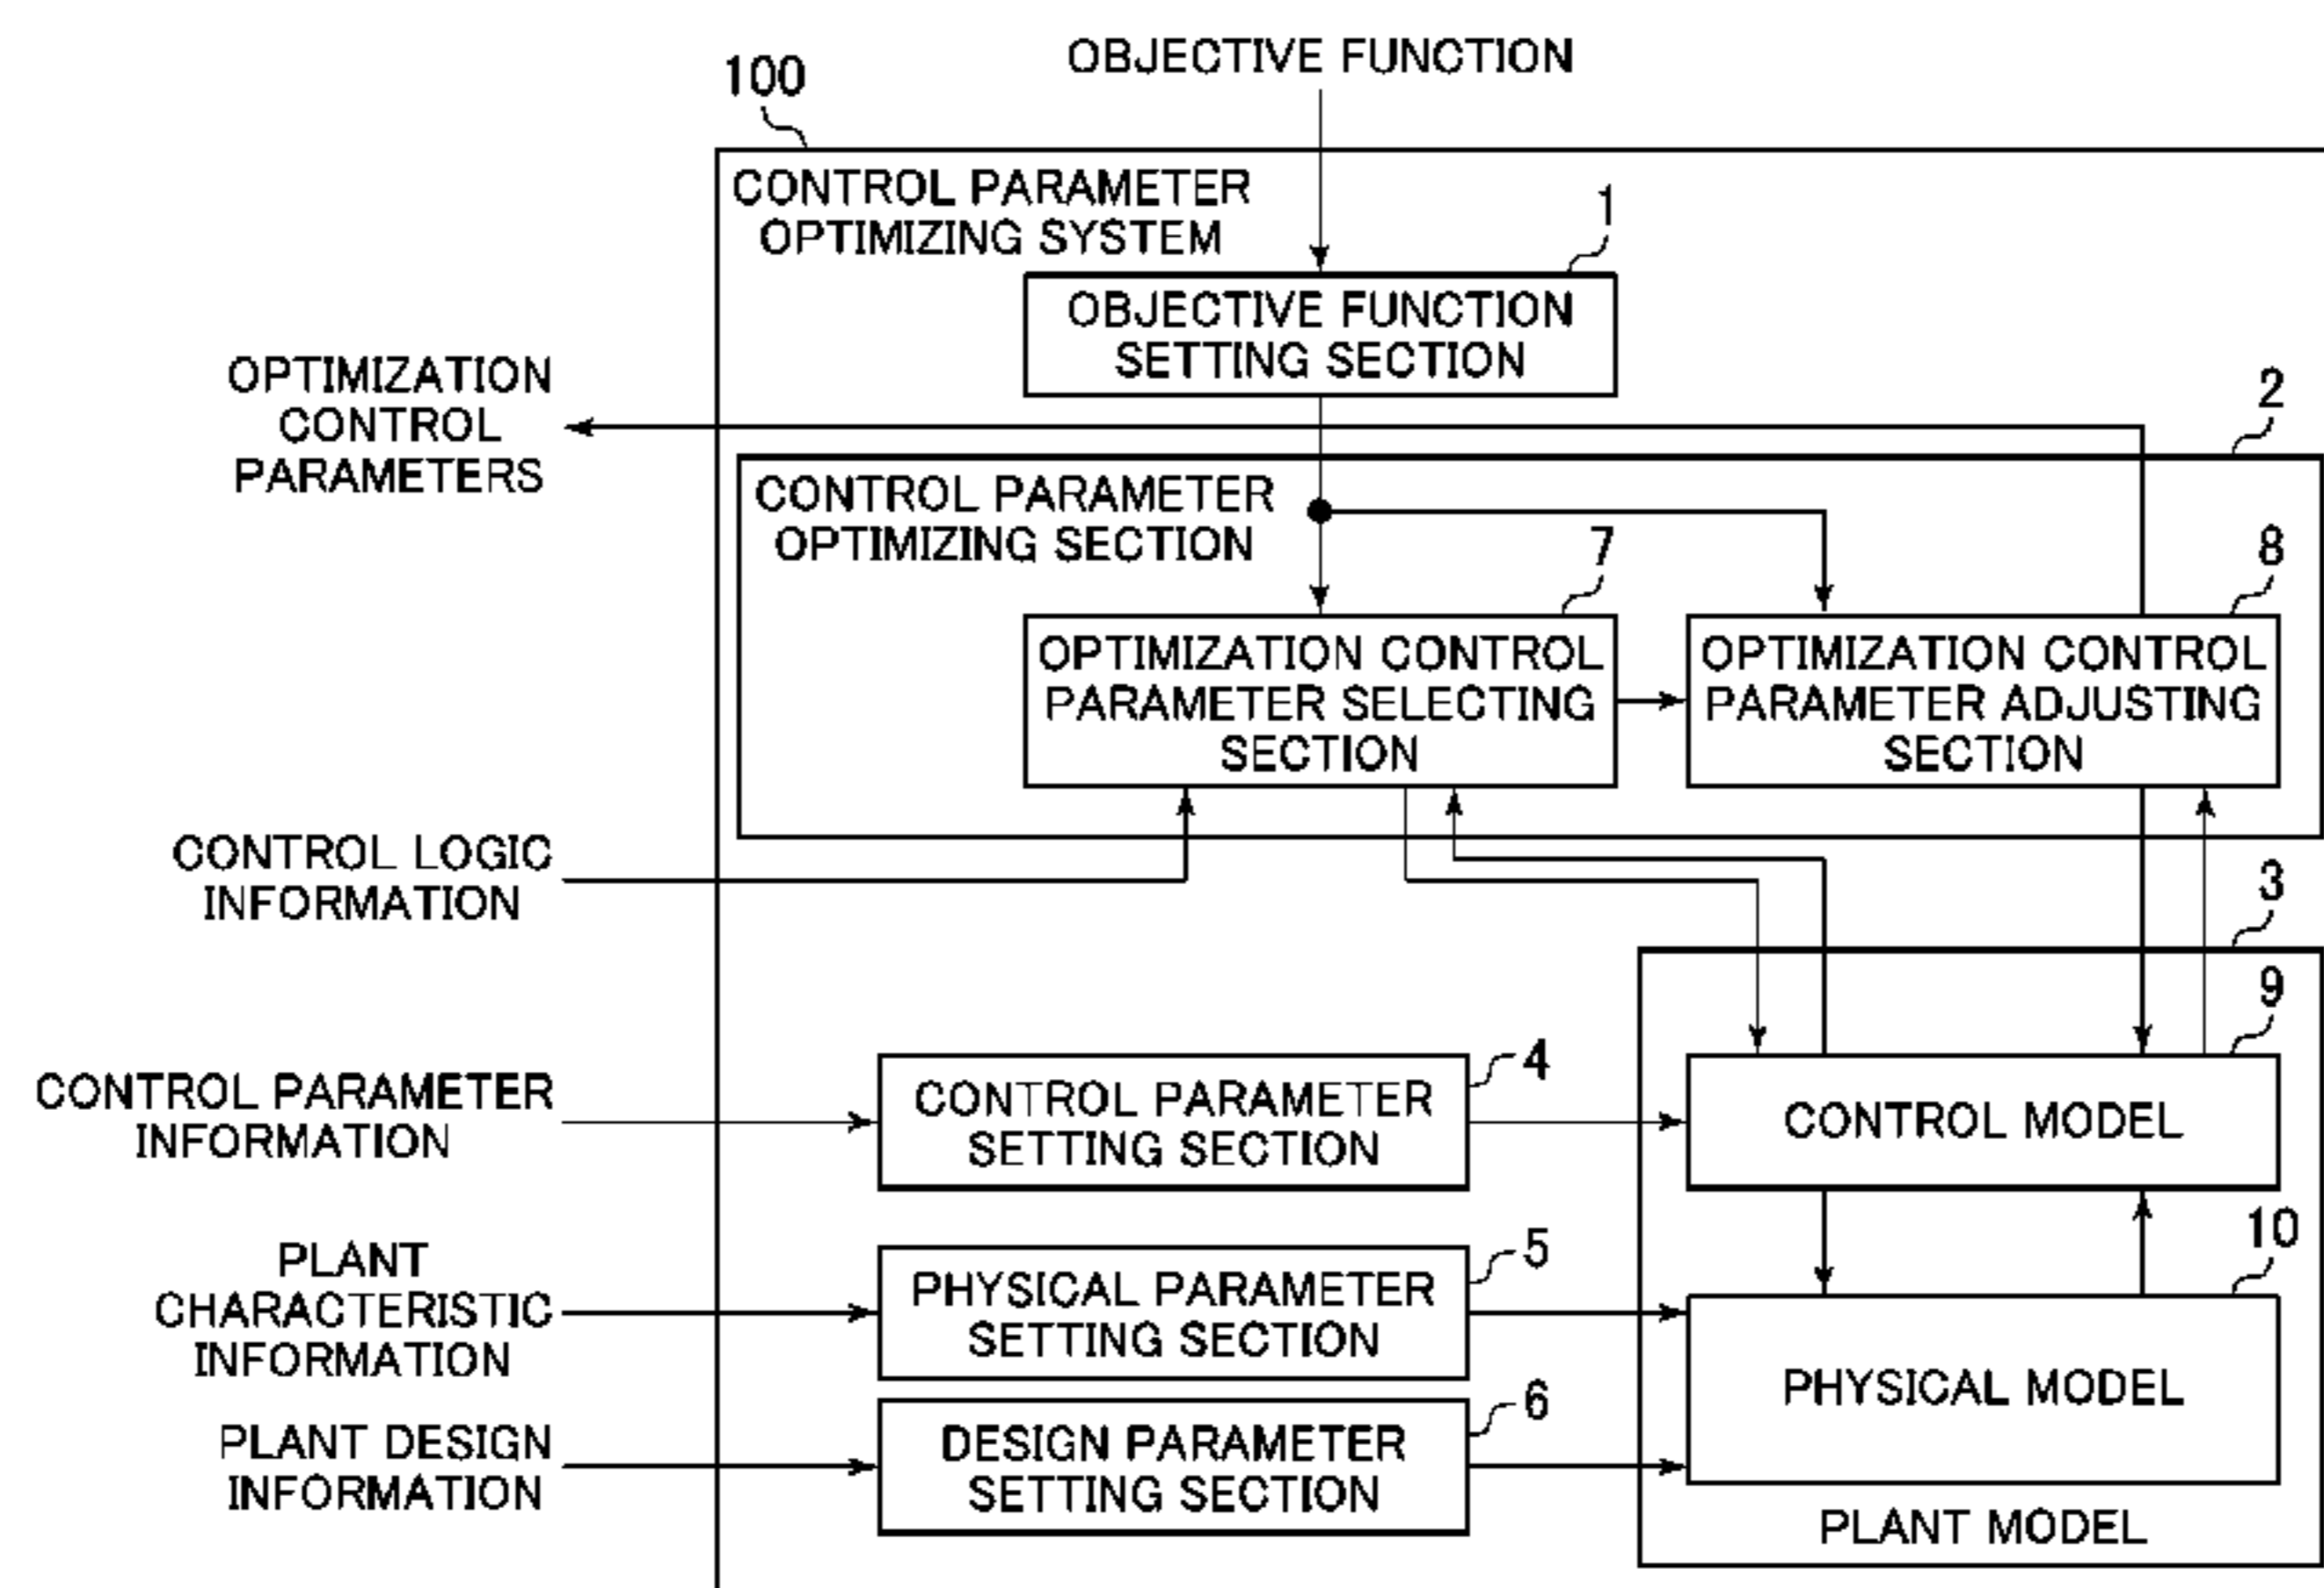 OBJECTIVE FUNCTION
100
CONTROL PARAMETER
OPTIMIZING SYSTEM
1
OBJECTIVE FUNCTION
SETTING SECTION
OPTIMIZATION
CONTROL
PARAMETERS
2
CONTROL PARAMETER
OPTIMIZING SECTION
7
8
OPTIMIZATION CONTROL
PARAMETER SELECTING
SECTION
OPTIMIZATION CONTROL
PARAMETER ADJUSTING
SECTION
CONTROL LOGIC
INFORMATION
3
9
CONTROL PARAMETER
INFORMATION
4
CONTROL PARAMETER
SETTING SECTION
CONTROL MODEL
PLANT
CHARACTERISTIC
INFORMATION
5
PHYSICAL PARAMETER
SETTING SECTION
10
PHYSICAL MODEL
PLANT DESIGN
INFORMATION
6
DESIGN PARAMETER
SETTING SECTION
PLANT MODEL